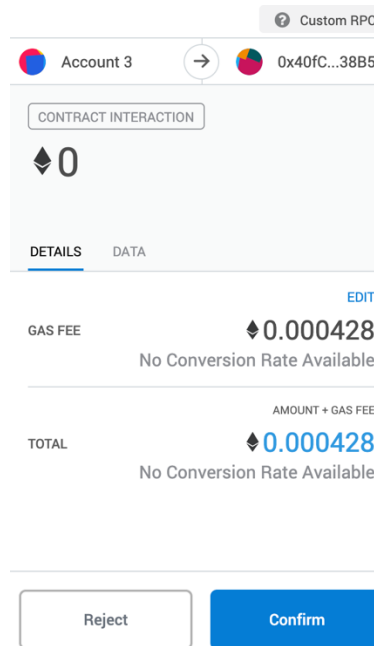 Custom RPC
Account 3
0x40fC...38B5
CONTRACT INTERACTION
0
DETAILS DATA
EDIT
GAS FEE
0.000428
No Conversion Rate Available
AMOUNT + GAS FEE
TOTAL
0.000428
No Conversion Rate Available
Reject
Confirm